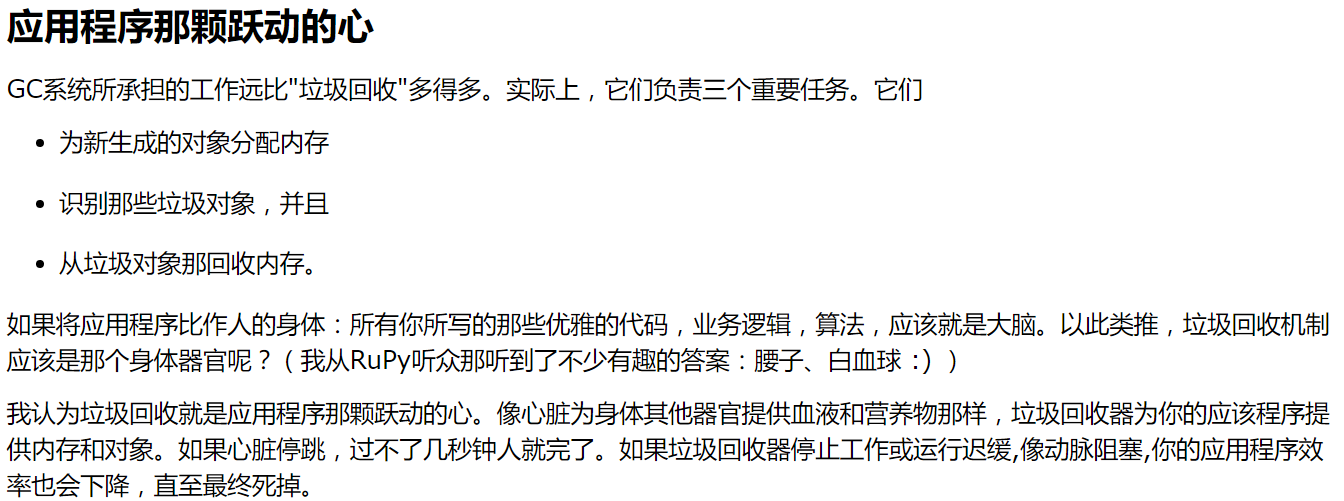 应用程序那颗跃动的心
GC系统所承担的工作远比"垃圾回收"多得多。实际上，它们负责三个重要任务。它们
• 为新生成的对象分配内存
• 识别那些垃圾对象，并且
• 从垃圾对象那回收内存。
如果将应用程序比作人的身体：所有你所写的那些优雅的代码，业务逻辑，算法，应该就是大脑。以此类推，垃圾回收机制
应该是那个身体器官呢？（ 我从RuPy听众那听到了不少有趣的答案：腰子、白血球 :) ）
我认为垃圾回收就是应用程序那颗跃动的心。像心脏为身体其他器官提供血液和营养物那样，垃圾回收器为你的应该程序提
供内存和对象。如果心脏停跳，过不了几秒钟人就完了。如果垃圾回收器停止工作或运行迟缓,像动脉阻塞,你的应用程序效
率也会下降，直至最终死掉。